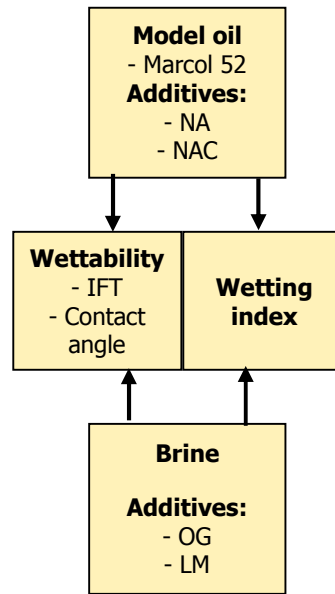 Model oil
- Marcol 52
Additives:
- NA
- NAC
Wettability
- IFT
- Contact
angle
Wetting
index
Brine
Additives:
- OG
- LM